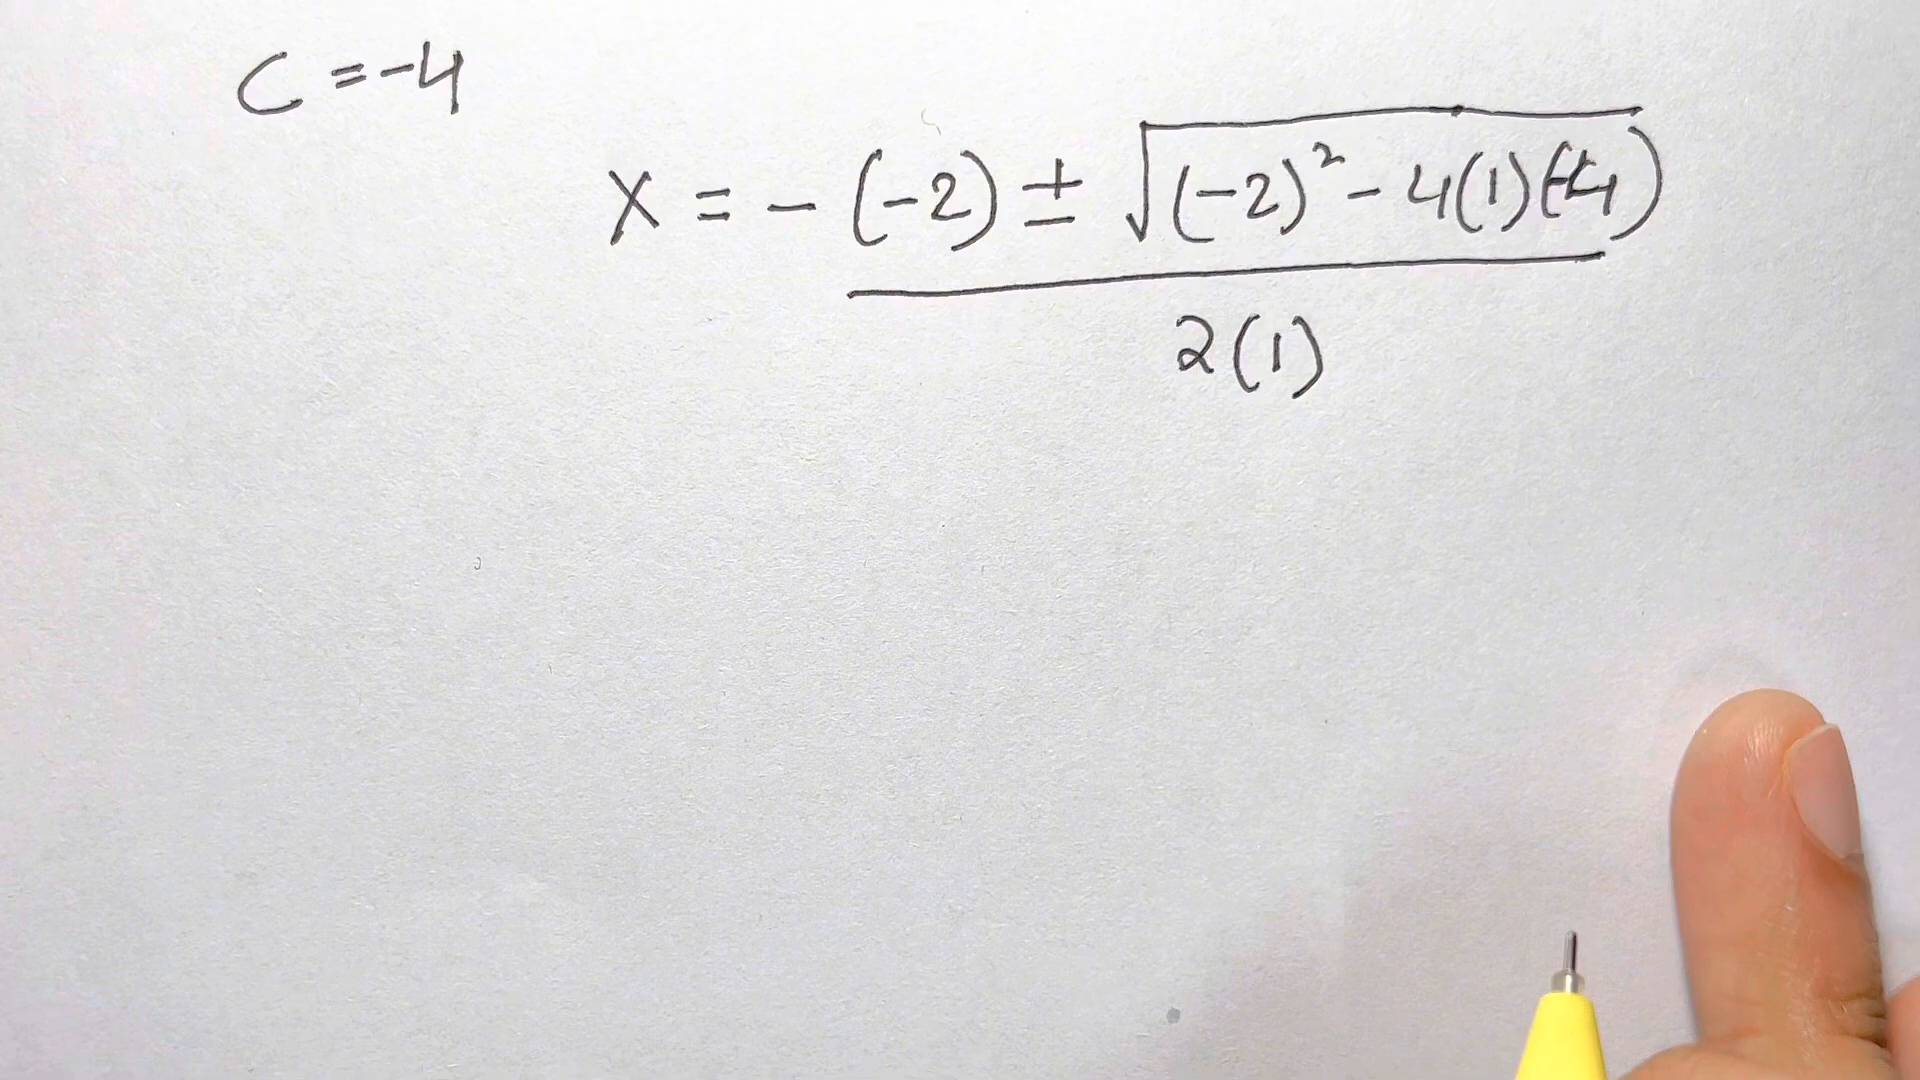 C = -4
X = - (-2) ± √(-2)² - 4(1)(-4)
2(1)